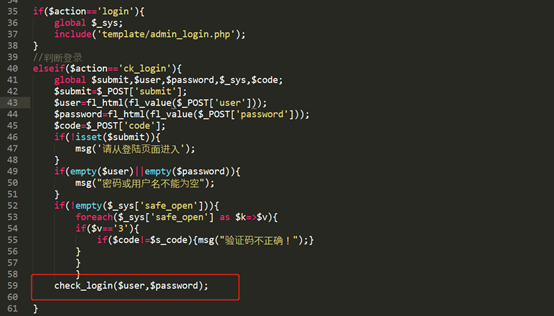 35 if($action=='login'){
36 global $_sys;
37 include('template/admin_login.php');
38 }
39 //判断登录
40 elseif($action=='ck_login'){
41 global $submit,$user,$password,$_sys,$code;
42 $submit=$_POST['submit'];
43 $user=fl_html(fl_value($_POST['user']));
44 $password=fl_html(fl_value($_POST['password']));
45 $code=$_POST['code'];
46 if(!isset($submit)){
47 msg('请从登陆页面进入');
48 }
49 if(empty($user)||empty($password)){
50 msg("密码或用户名不能为空");
51 }
52 if(!empty($_sys['safe_open'])){
53 foreach($_sys['safe_open'] as $k=>$v){
54 if($v=='3'){
55 if($code!=$s_code){msg("验证码不正确！");}
56 }
57 }
58 }
59 check_login($user,$password);
60
61 }